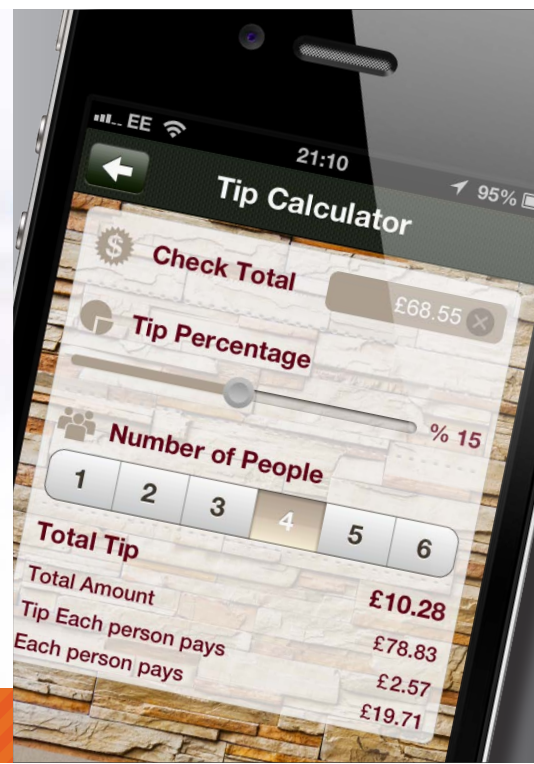 EE 21:10 95%
Tip Calculator
$ Check Total £68.55
Tip Percentage
% 15
Number of People
1 2 3 4 5 6
Total Tip £10.28
Total Amount £78.83
Tip Each person pays £2.57
Each person pays £19.71